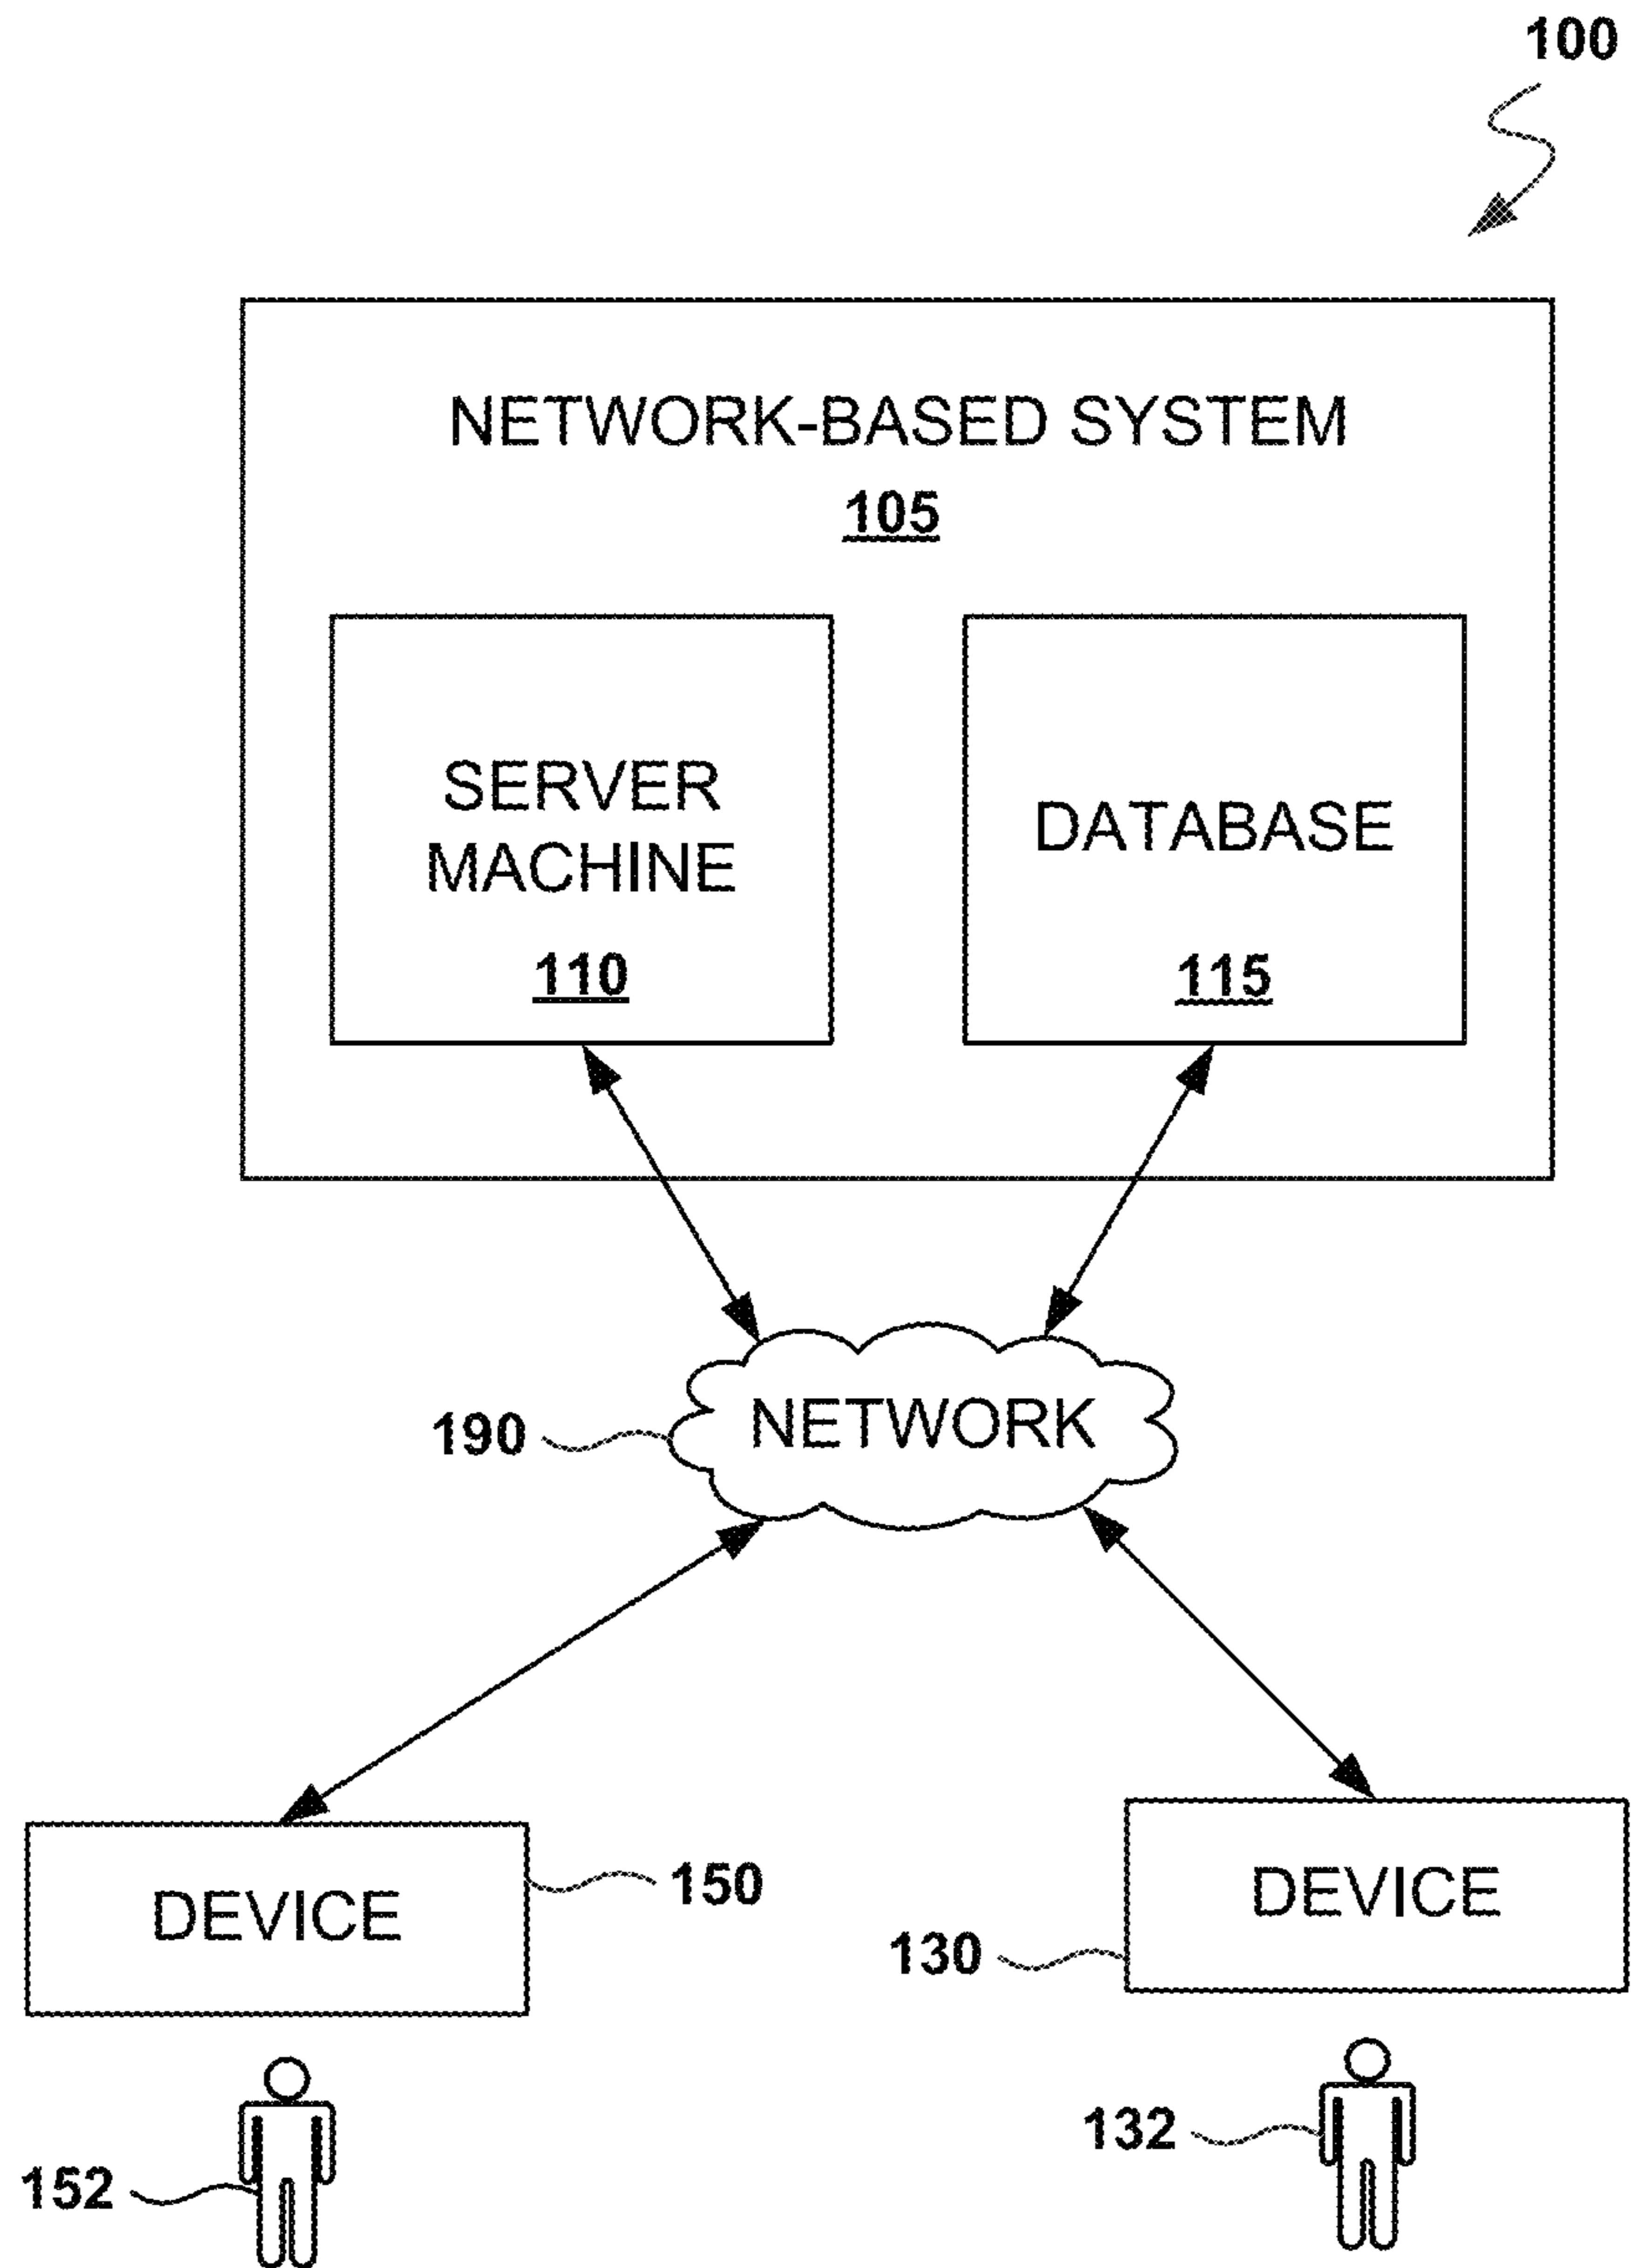 100
NETWORK-BASED SYSTEM
105
SERVER
MACHINE
110
DATABASE
115
190
NETWORK
DEVICE
150
DEVICE
130
152
132